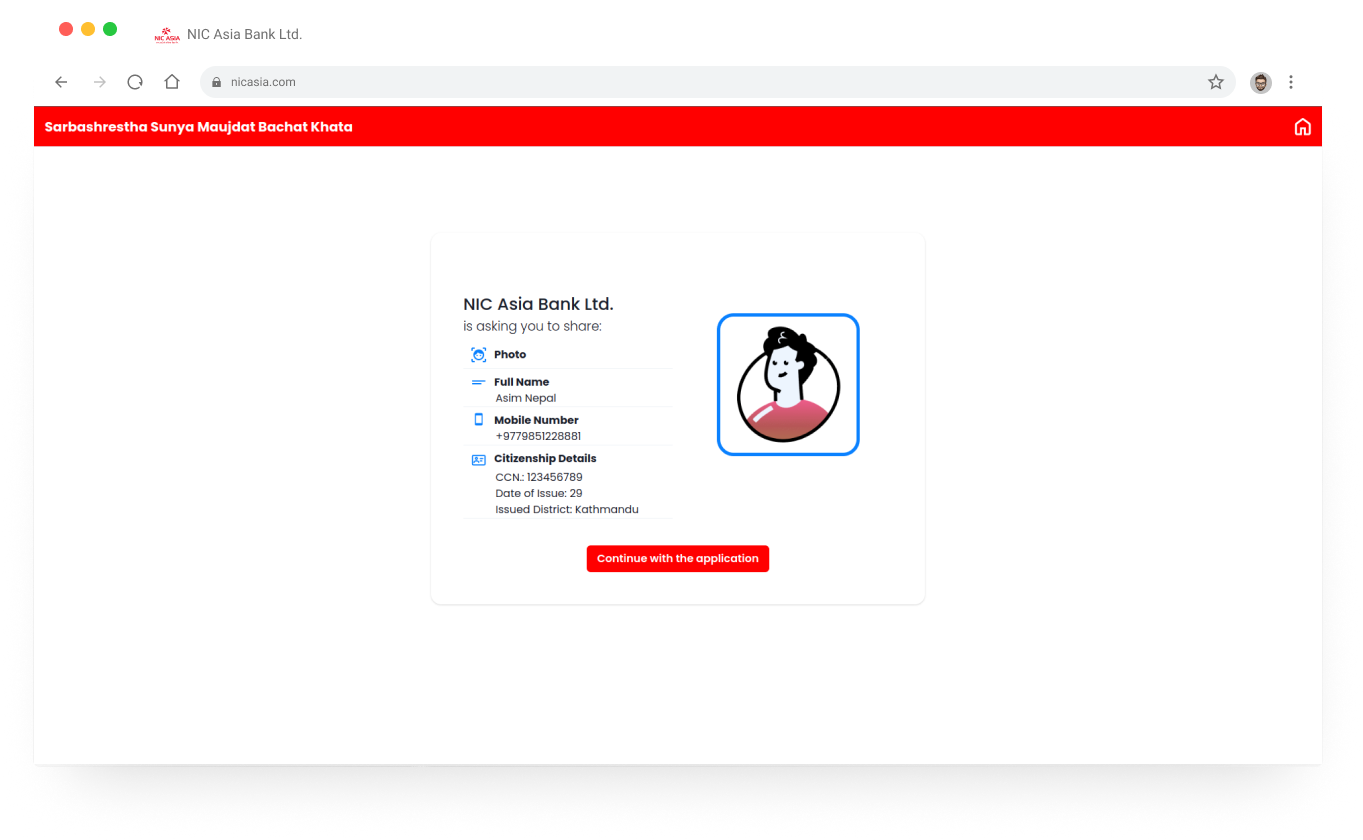 NIC ASIA
NIC Asia Bank Ltd.
nicasia.com
Sarbashrestha Sunya Maujdat Bachat Khata
NIC Asia Bank Ltd.
is asking you to share:
Photo
Full Name
Asim Nepal
Mobile Number
+9779851228881
Citizenship Details
CCN.: 123456789
Date of Issue: 29
Issued District: Kathmandu
Continue with the application